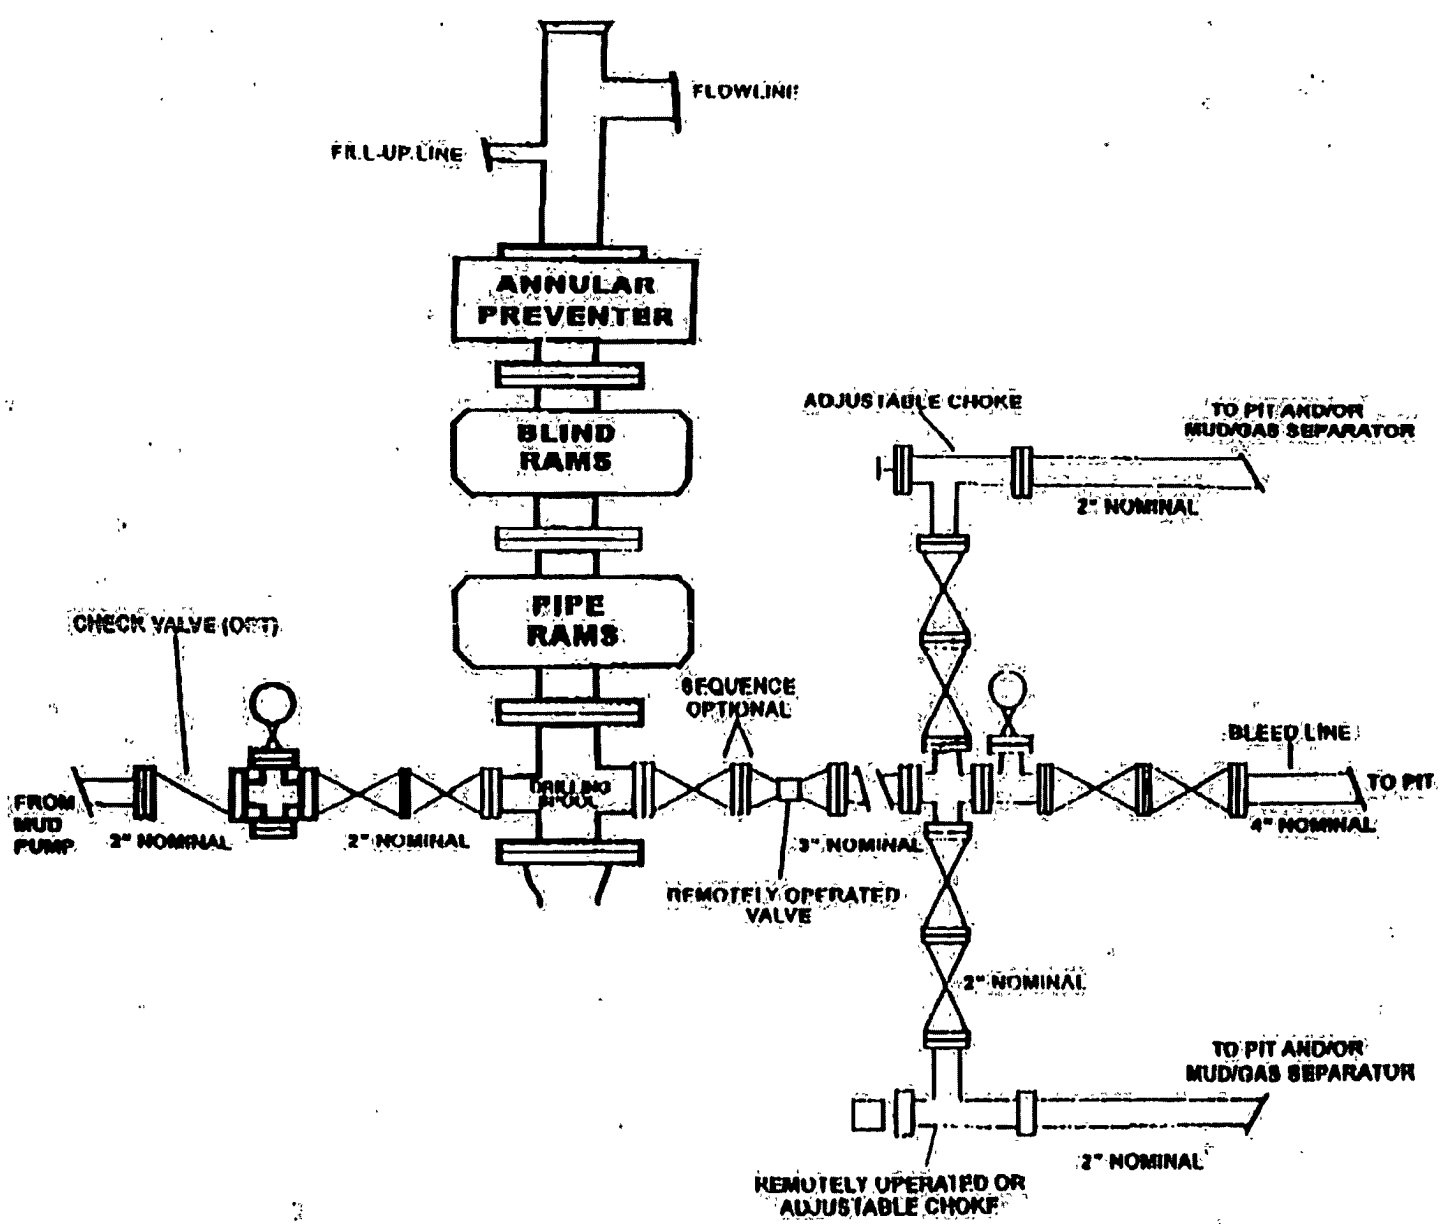 FLOWLINE
FILL-UP LINE
ANNULAR
PREVENTER
BLIND
RAMS
ADJUSTABLE CHOKE
TO PIT AND/OR
MUD/GAS SEPARATOR
2" NOMINAL
PIPE
RAMS
CHECK VALVE (OPT)
SEQUENCE
OPTIONAL
BLEED LINE
TO PIT
FROM
MUD
PUMP
2" NOMINAL
2" NOMINAL
DRILLING
SPOOL
3" NOMINAL
4" NOMINAL
REMOTELY OPERATED
VALVE
2" NOMINAL
TO PIT AND/OR
MUD/GAS SEPARATOR
2" NOMINAL
REMOTELY OPERATED OR
ADJUSTABLE CHOKE